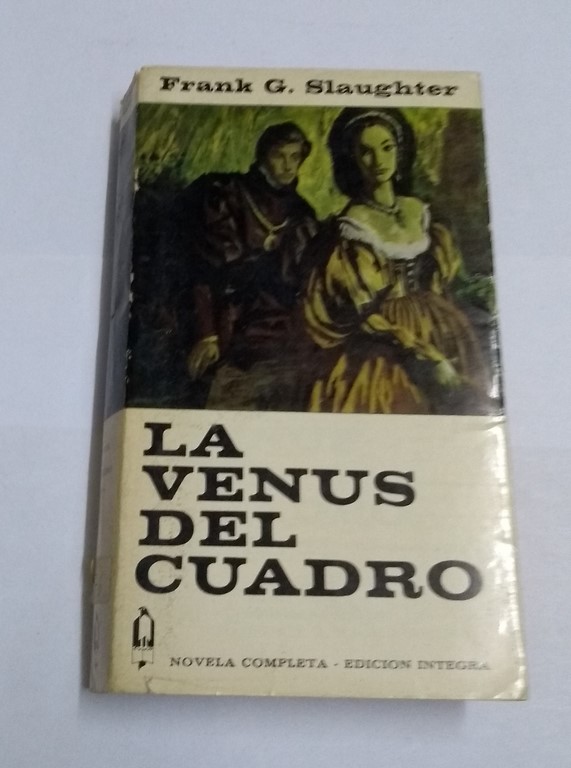 Frank G. Slaughter
LA
VENUS
DEL
CUADRO
NOVELA COMPLETA - EDICION INTEGRA